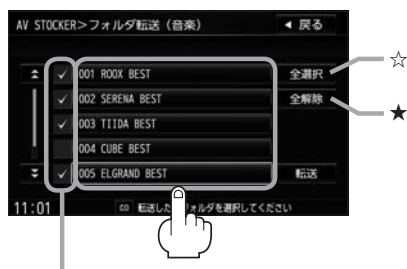 AV STOCKER>フォルダ転送（音楽）
◀ 戻る
001 ROOX BEST
全選択
☆
002 SERENA BEST
全解除
★
003 TIIDA BEST
004 CUBE BEST
005 ELGRAND BEST
転送
11:01
CD 転送した フォルダを選択してください